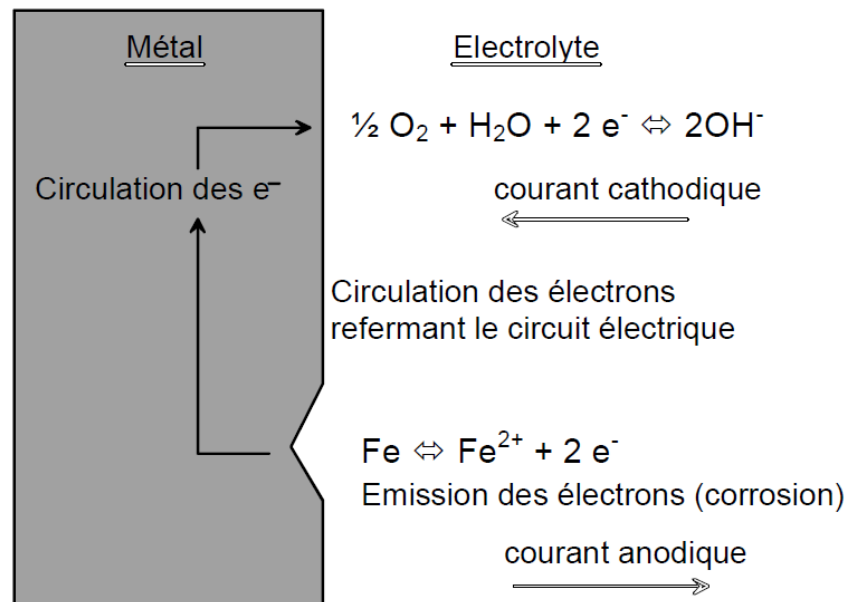 Métal
Electrolyte
½ O₂ + H₂O + 2 e⁻ ⇔ 2OH⁻
Circulation des e⁻
courant cathodique
Circulation des électrons
refermant le circuit électrique
Fe ⇔ Fe²⁺ + 2 e⁻
Emission des électrons (corrosion)
courant anodique